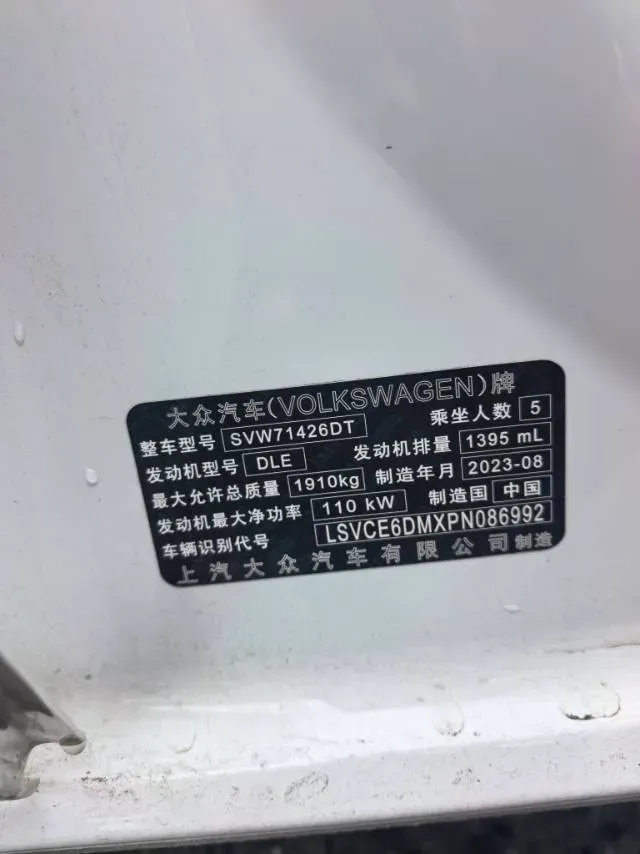 大众汽车(VOLKSWAGEN)牌
整车型号 SVW71426DT 乘坐人数 5
发动机型号 DLE 发动机排量 1395 mL
最大允许总质量 1910kg 制造年月 2023-08
发动机最大净功率 110 kW 制造国 中国
车辆识别代号 LSVCE6DMXPN086992
上汽大众汽车有限公司制造